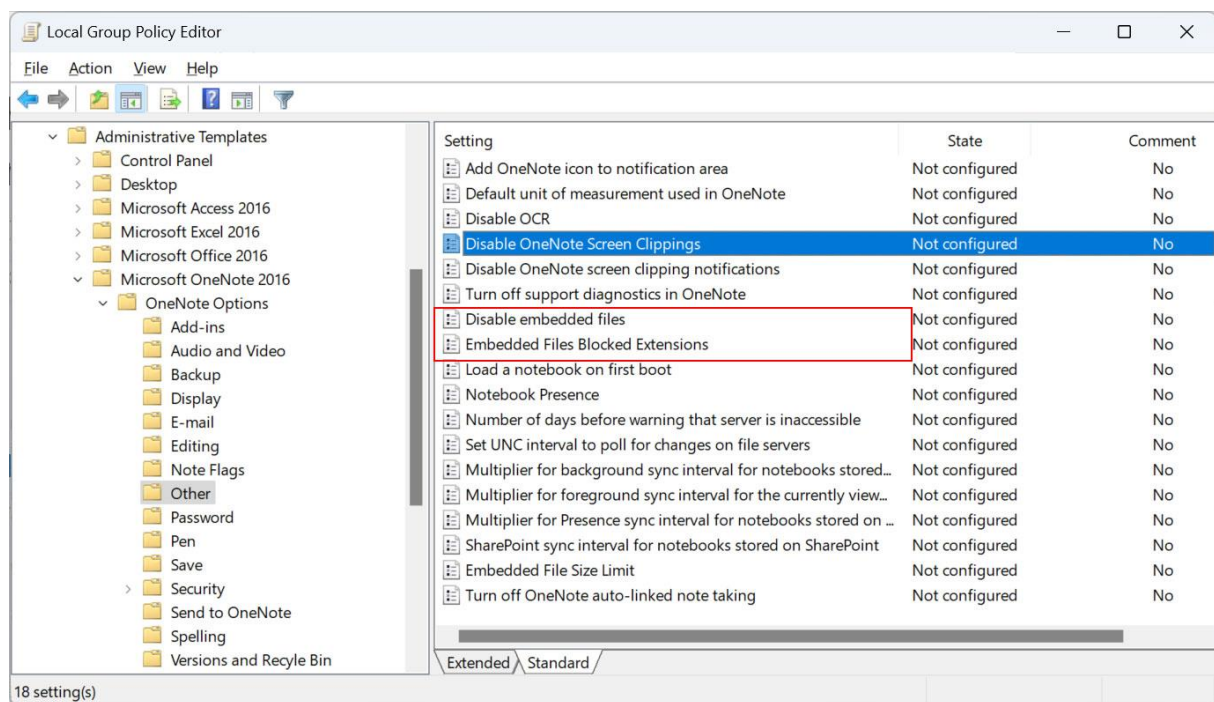 Local Group Policy Editor
File Action View Help
Administrative Templates
Control Panel
Desktop
Microsoft Access 2016
Microsoft Excel 2016
Microsoft Office 2016
Microsoft OneNote 2016
OneNote Options
Add-ins
Audio and Video
Backup
Display
E-mail
Editing
Note Flags
Other
Password
Pen
Save
Security
Send to OneNote
Spelling
Versions and Recyle Bin
Setting State Comment
Add OneNote icon to notification area Not configured No
Default unit of measurement used in OneNote Not configured No
Disable OCR Not configured No
Disable OneNote Screen Clippings Not configured No
Disable OneNote screen clipping notifications Not configured No
Turn off support diagnostics in OneNote Not configured No
Disable embedded files Not configured No
Embedded Files Blocked Extensions Not configured No
Load a notebook on first boot Not configured No
Notebook Presence Not configured No
Number of days before warning that server is inaccessible Not configured No
Set UNC interval to poll for changes on file servers Not configured No
Multiplier for background sync interval for notebooks stored... Not configured No
Multiplier for foreground sync interval for the currently view... Not configured No
Multiplier for Presence sync interval for notebooks stored on ... Not configured No
SharePoint sync interval for notebooks stored on SharePoint Not configured No
Embedded File Size Limit Not configured No
Turn off OneNote auto-linked note taking Not configured No
Extended Standard
18 setting(s)